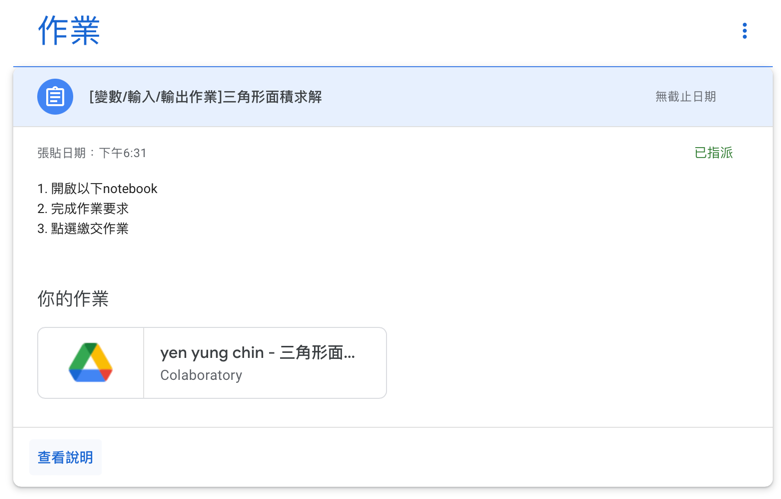 作業
[變數/輸入/輸出作業]三角形面積求解
無截止日期
張貼日期：下午6:31
已指派
1. 開啟以下notebook
2. 完成作業要求
3. 點選繳交作業
你的作業
yen yung chin - 三角形面...
Colaboratory
查看說明